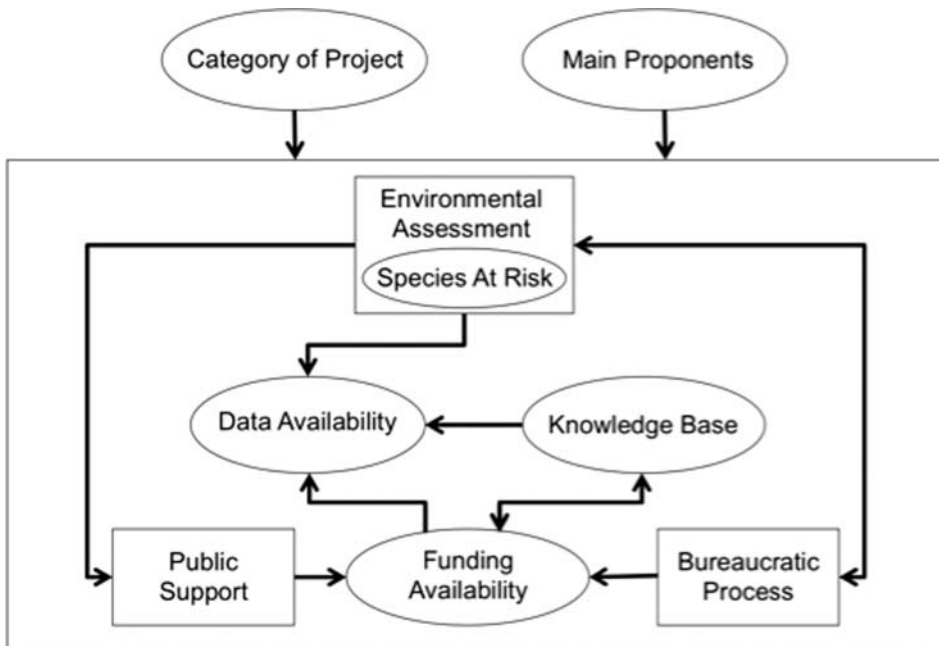 Category of Project
Main Proponents
Environmental
Assessment
Species At Risk
Data Availability
Knowledge Base
Public
Support
Funding
Availability
Bureaucratic
Process